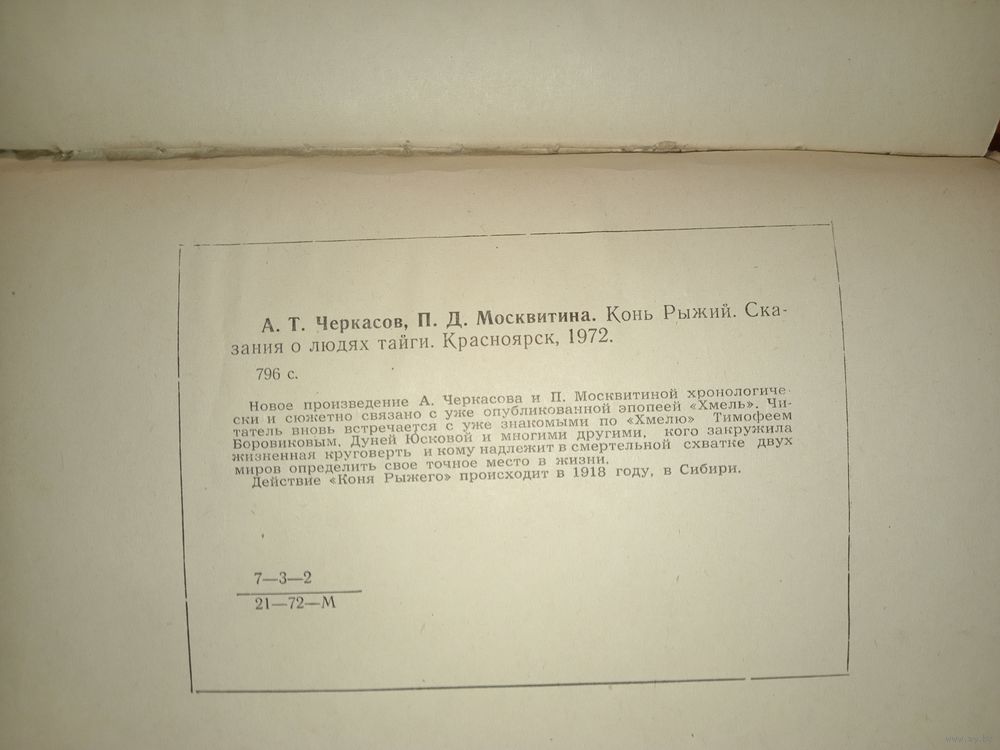 А. Т. Черкасов, П. Д. Москвитина. Конь Рыжий. Ска-
зания о людях тайги. Красноярск, 1972.
796 с.
Новое произведение А. Черкасова и П. Москвитиной хронологиче-
ски и сюжетно связано с уже опубликованной эпопеей «Хмель». Чи-
татель вновь встречается с уже знакомыми по «Хмелю» Тимофеем
Боровиковым, Дуней Юсковой и многими другими, кого закружила
жизненная круговерть и кому надлежит в смертельной схватке двух
миров определить свое точное место в жизни.
Действие «Коня Рыжего» происходит в 1918 году, в Сибири.
7—3—2
21—72—М